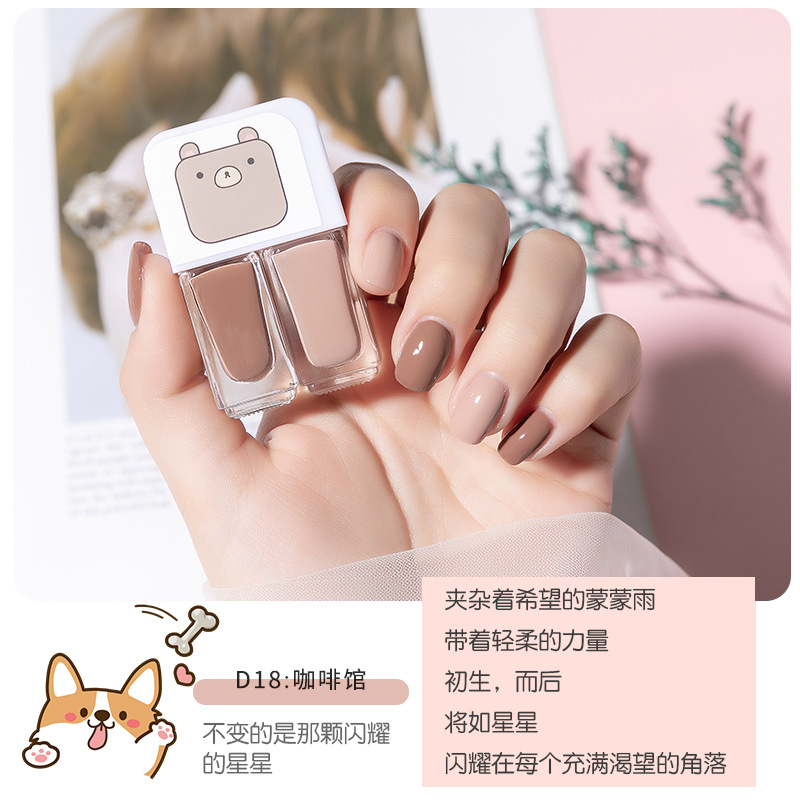 D18:咖啡馆
不变的是那颗闪耀
的星星
夹杂着希望的蒙蒙雨
带着轻柔的力量
初生，而后
将如星星
闪耀在每个充满渴望的角落